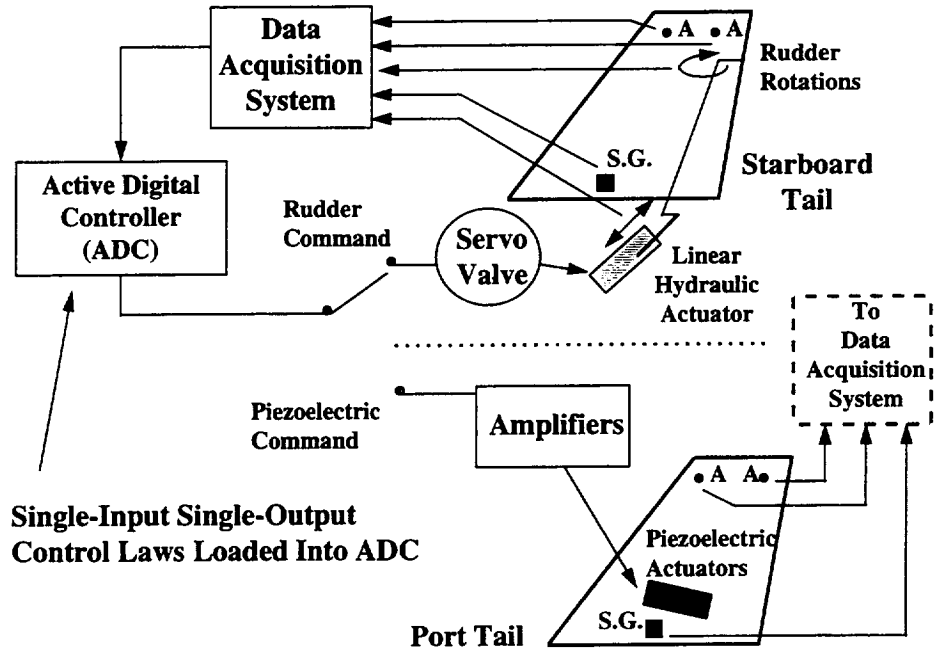 Data
Acquisition
System
A A
Rudder
Rotations
S.G.
Starboard
Tail
Active Digital
Controller
(ADC)
Rudder
Command
Servo
Valve
Linear
Hydraulic
Actuator
To
Data
Acquisition
System
Piezoelectric
Command
Amplifiers
A A
Single-Input Single-Output
Control Laws Loaded Into ADC
Piezoelectric
Actuators
S.G.
Port Tail